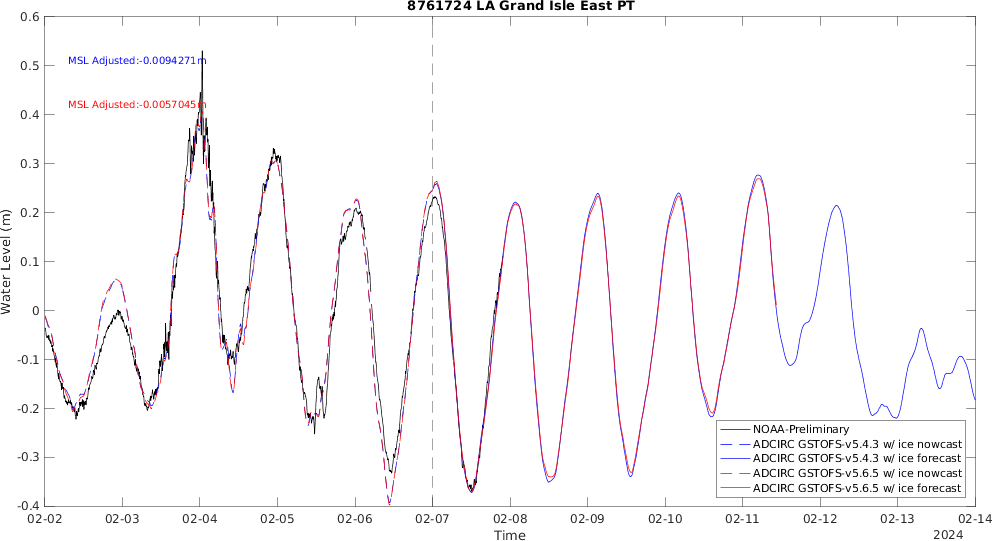 8761724 LA Grand Isle East PT
0.6
0.5
0.4
0.3
0.2
0.1
0
-0.1
-0.2
-0.3
-0.4
Water Level (m)
MSL Adjusted:-0.0094271m
MSL Adjusted:-0.0057045m
NOAA-Preliminary
ADCIRC GSTOFS-v5.4.3 w/ ice nowcast
ADCIRC GSTOFS-v5.4.3 w/ ice forecast
ADCIRC GSTOFS-v5.6.5 w/ ice nowcast
ADCIRC GSTOFS-v5.6.5 w/ ice forecast
02-02 02-03 02-04 02-05 02-06 02-07 02-08 02-09 02-10 02-11 02-12 02-13 02-14
Time
2024